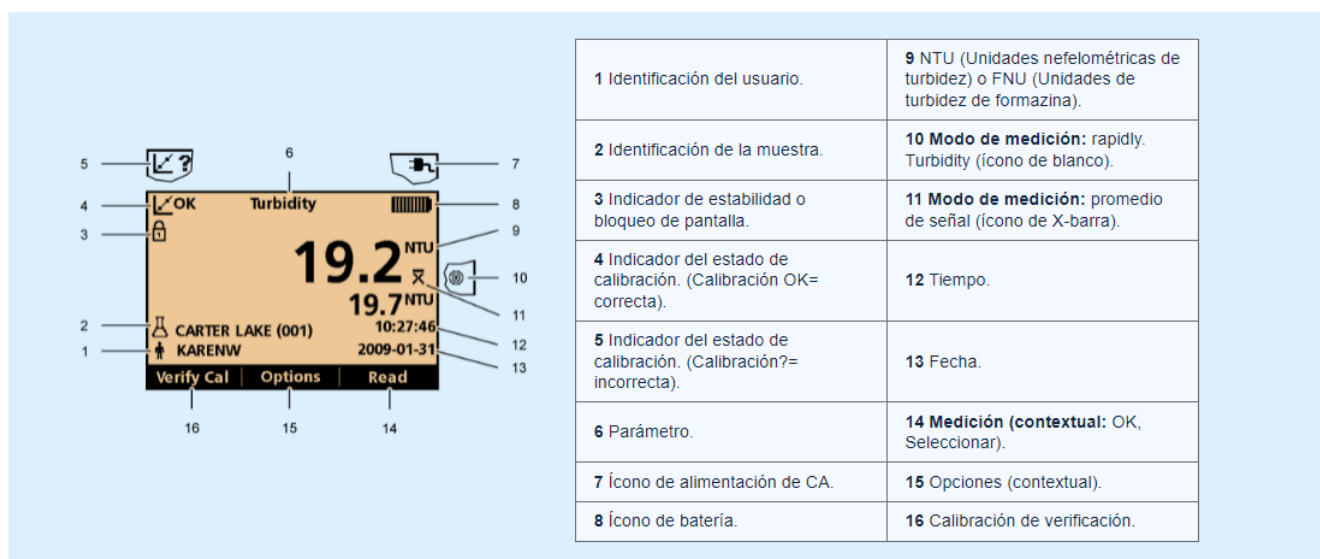 6
5
?
7
4
OK
Turbidity
8
3
9
19.2 NTU
10
X
11
19.7 NTU
2
CARTER LAKE (001)
10:27:46
12
1
KARENW
2009-01-31
13
Verify Cal | Options | Read
16
15
14
1 Identificación del usuario.
9 NTU (Unidades nefelométricas de
turbidez) o FNU (Unidades de
turbidez de formazina).
2 Identificación de la muestra.
10 Modo de medición: rapidly.
Turbidity (ícono de blanco).
3 Indicador de estabilidad o
bloqueo de pantalla.
11 Modo de medición: promedio
de señal (ícono de X-barra).
4 Indicador del estado de
calibración. (Calibración OK=
correcta).
12 Tiempo.
5 Indicador del estado de
calibración. (Calibración?=
incorrecta).
13 Fecha.
6 Parámetro.
14 Medición (contextual: OK,
Seleccionar).
7 Ícono de alimentación de CA.
15 Opciones (contextual).
8 Ícono de batería.
16 Calibración de verificación.